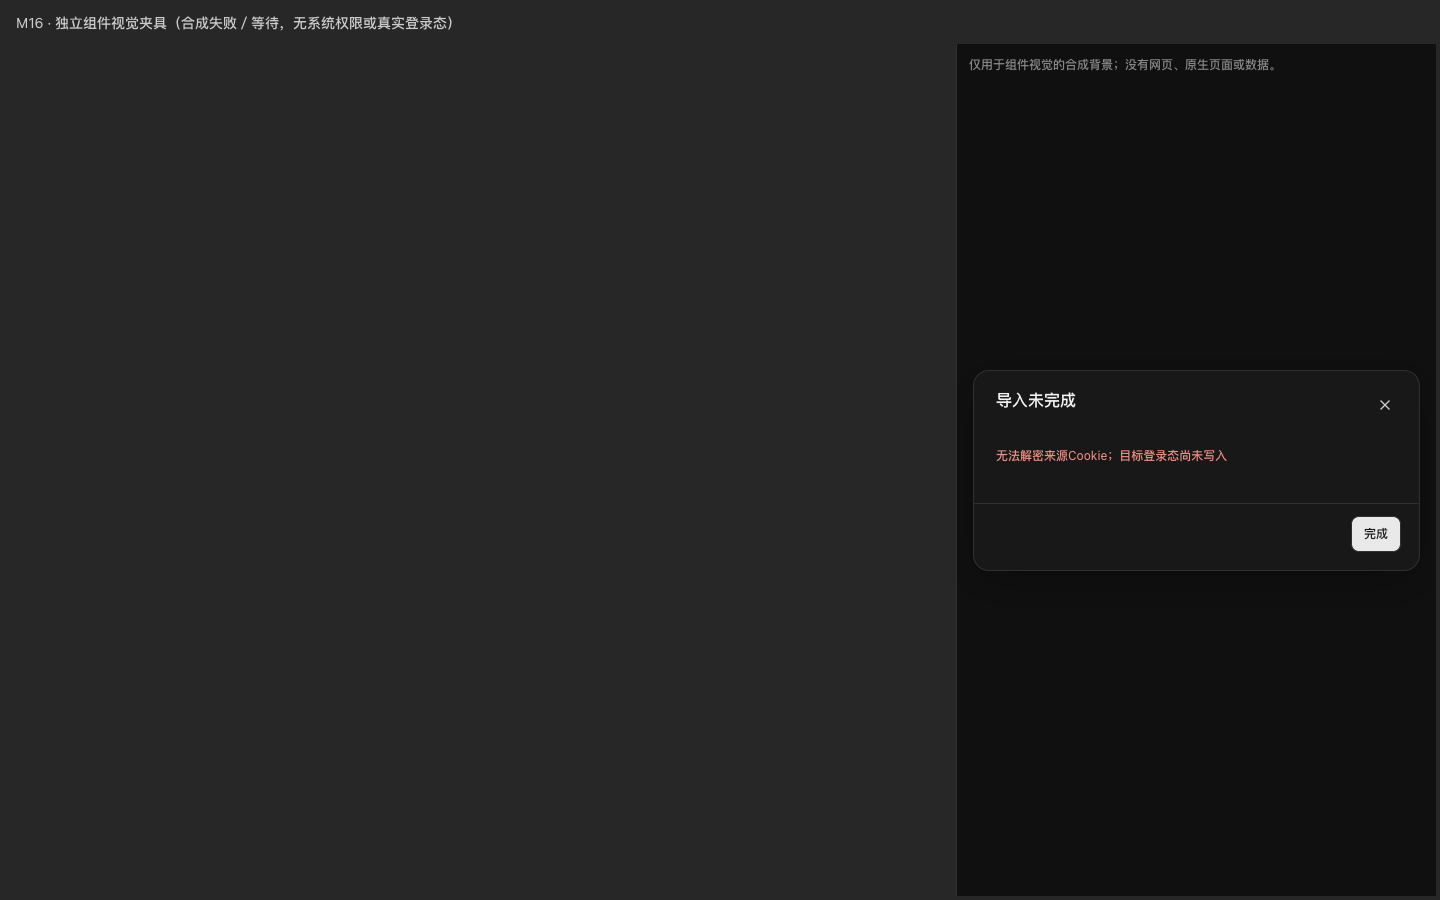 M16 · 独立组件视觉夹具（合成失败 / 等待，无系统权限或真实登录态）
仅用于组件视觉的合成背景；没有网页、原生页面或数据。
导入未完成
无法解密来源Cookie；目标登录态尚未写入
完成